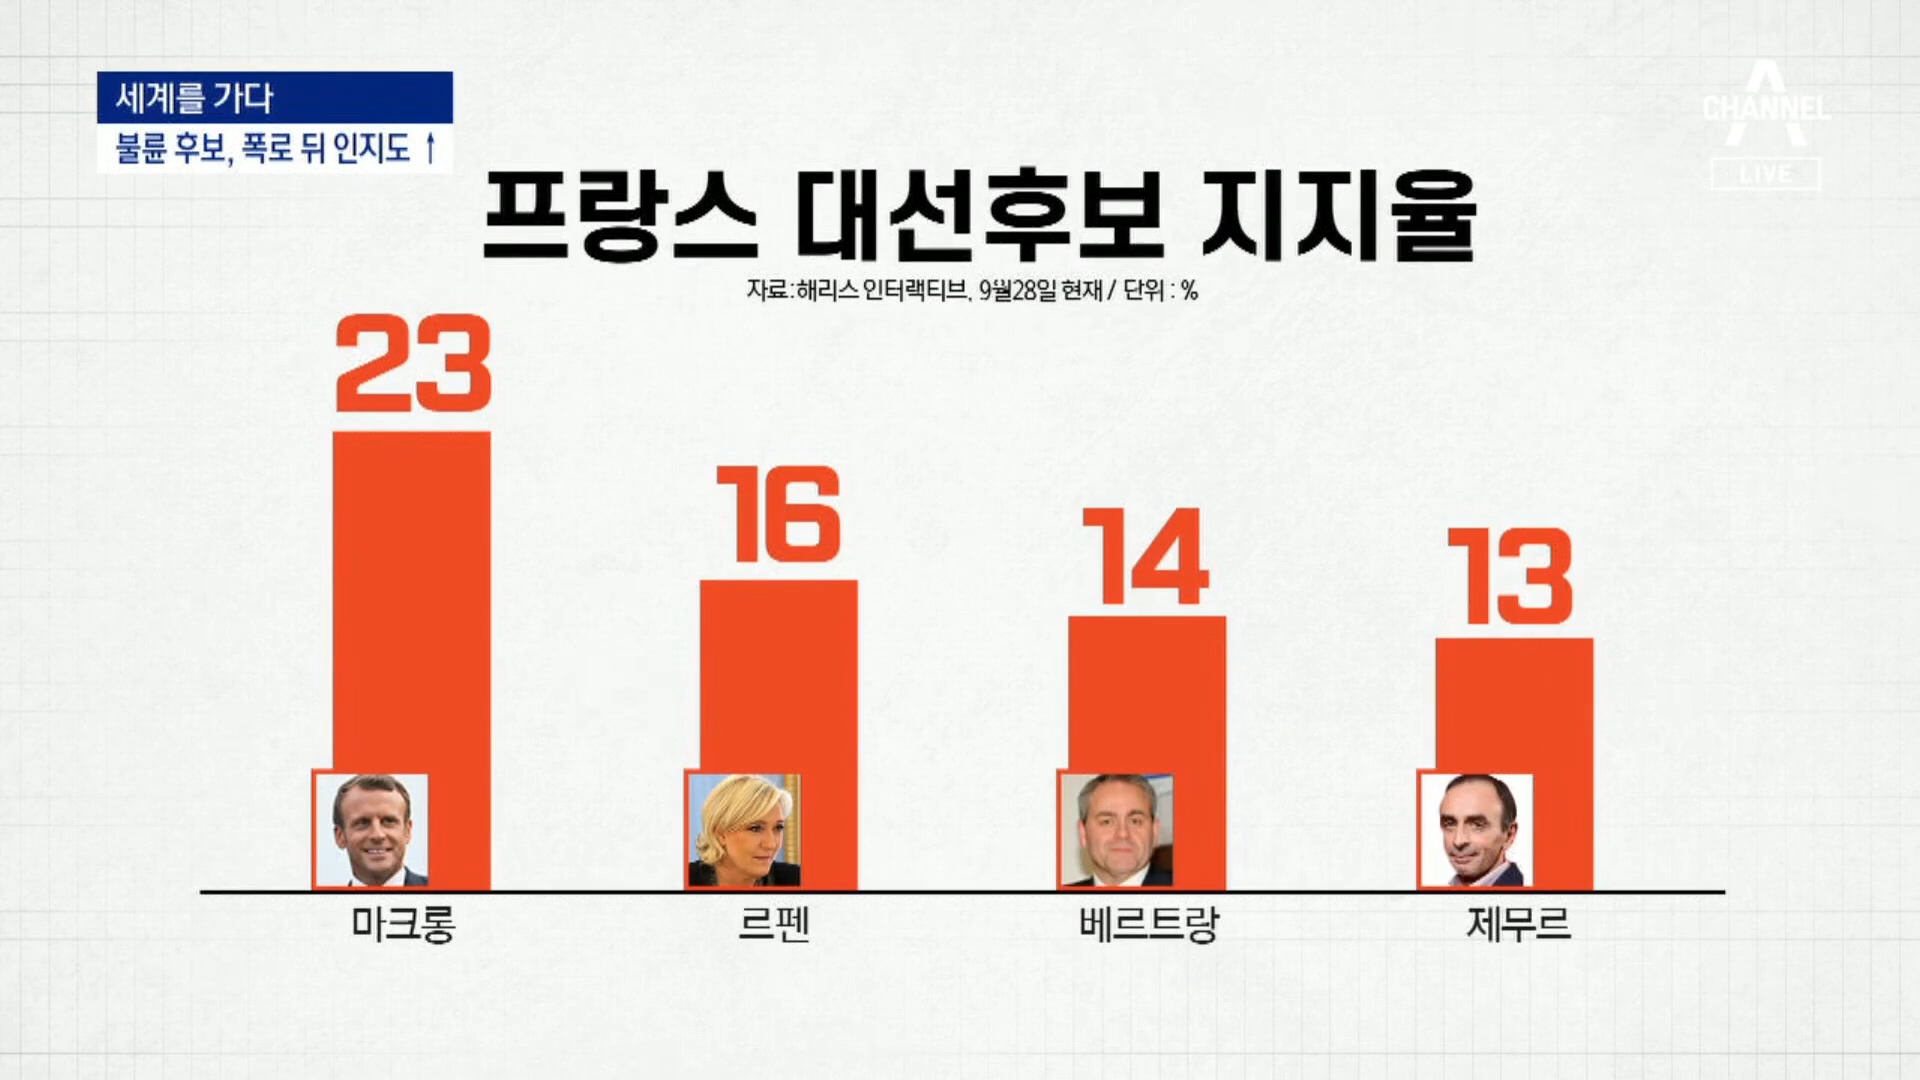 세계를 가다
불륜 후보, 폭로 뒤 인지도 ↑
CHANNEL A
LIVE
프랑스 대선후보 지지율
자료:해리스 인터랙티브, 9월28일 현재 / 단위 : %
23
16
14
13
마크롱
르펜
베르트랑
제무르